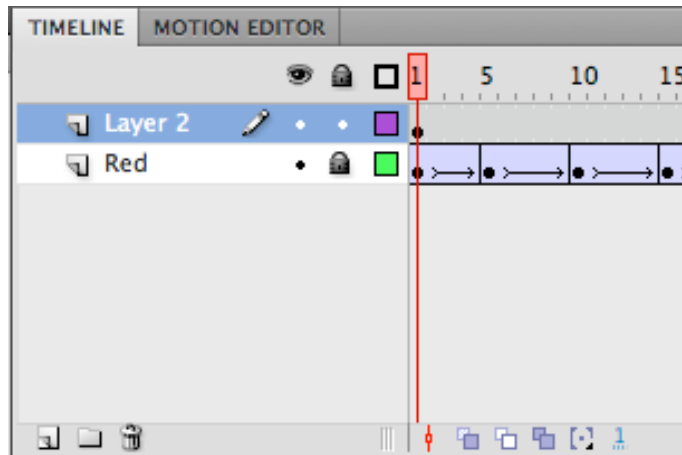 TIMELINE MOTION EDITOR
1 5 10 15
Layer 2
Red
1